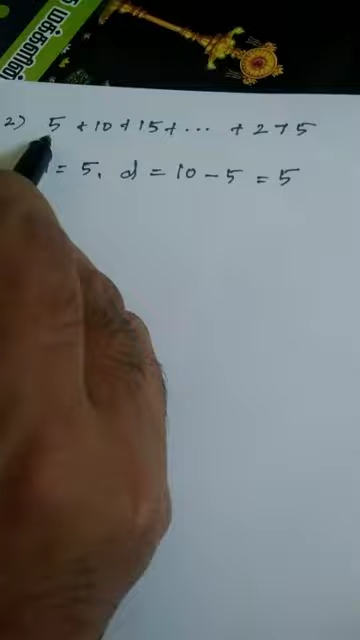 2) 5 + 10 + 15 + ... + 275
= 5, d = 10 - 5 = 5